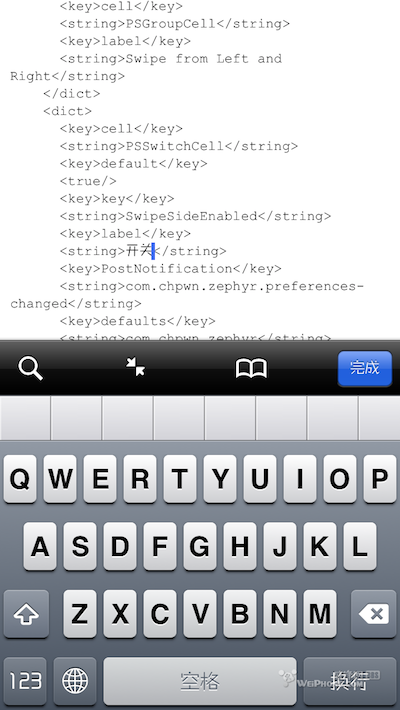 <key>cell</key>
<string>PSGroupCell</string>
<key>label</key>
<string>Swipe from Left and
Right</string>
</dict>
<dict>
<key>cell</key>
<string>PSSwitchCell</string>
<key>default</key>
<true/>
<key>key</key>
<string>SwipeSideEnabled</string>
<key>label</key>
<string>开关</string>
<key>PostNotification</key>
<string>com.chpwn.zephyr.preferences-
changed</string>
<key>defaults</key>
<string>com.chpwn.zephyr</string>
完成
Q W E R T Y U I O P
A S D F G H J K L
Z X C V B N M
123 空格 换行